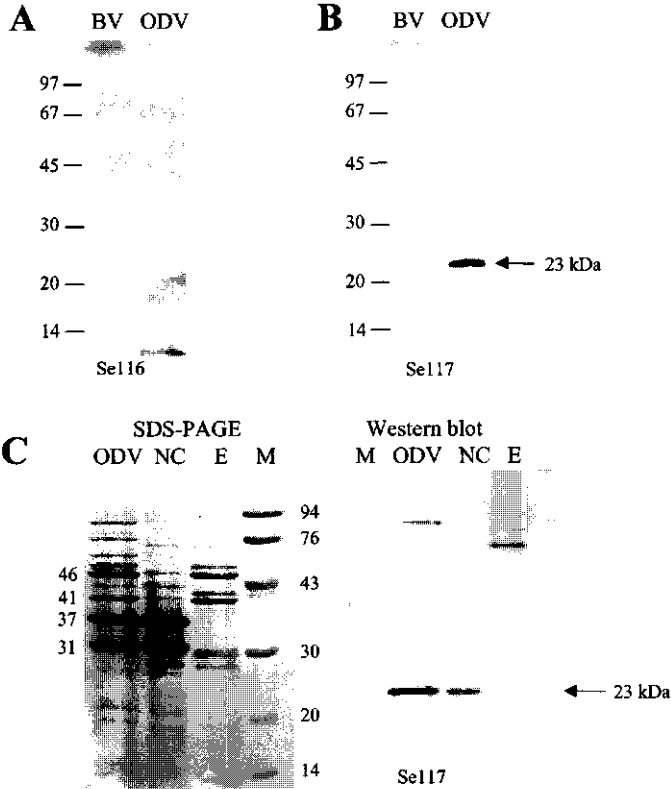 A BV ODV
97
67
45
30
20
14
Se116
B BV ODV
97
67
45
30
20
14
23 kDa
Se117
C
SDS-PAGE
ODV NC E M
46
41
37
31
94
76
43
30
20
14
Western blot
M ODV NC E
23 kDa
Se117